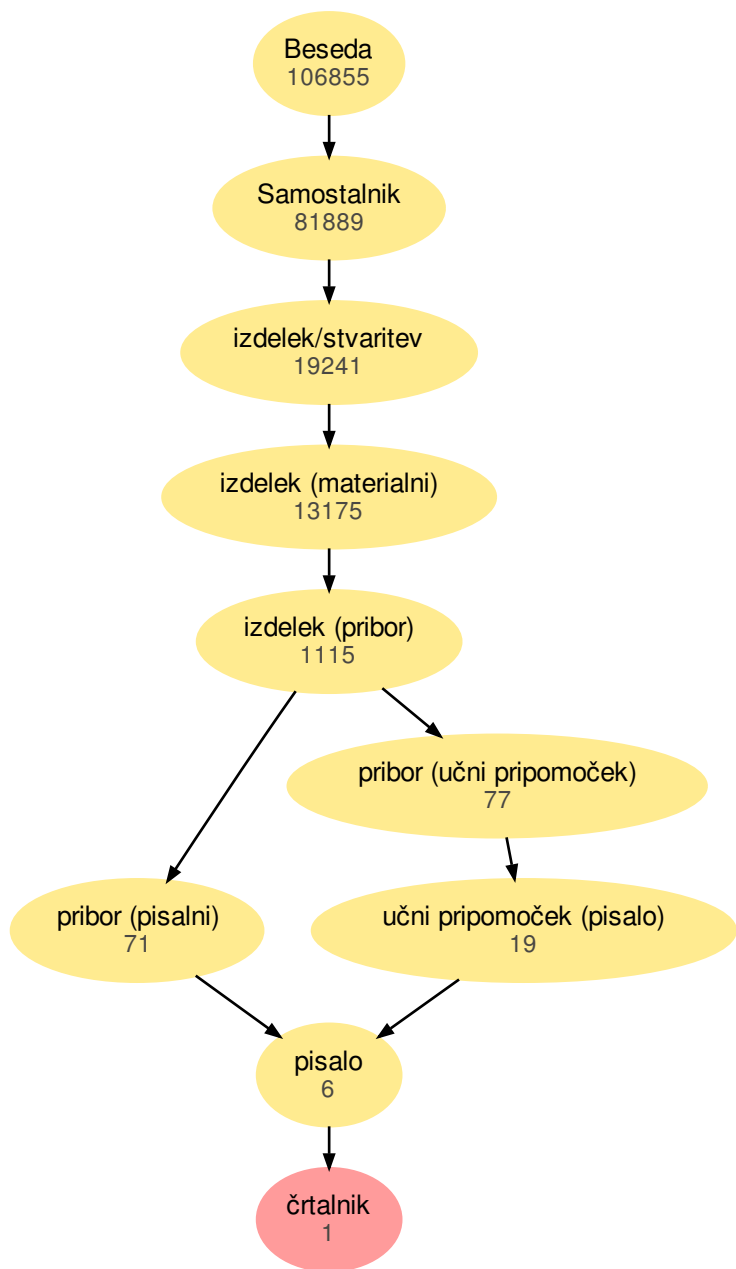 Beseda
106855
Samostalnik
81889
izdelek/stvaritev
19241
izdelek (materialni)
13175
izdelek (pribor)
1115
pribor (učni pripomoček)
77
pribor (pisalni)
71
učni pripomoček (pisalo)
19
pisalo
6
črtalnik
1